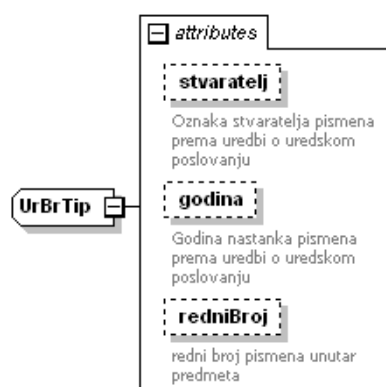 attributes
stvaratelj
Oznaka stvaratelja pismena
prema uredbi o uredskom
poslovanju
UrBrTip
godina
Godina nastanka pismena
prema uredbi o uredskom
poslovanju
redniBroj
redni broj pismena unutar
predmeta